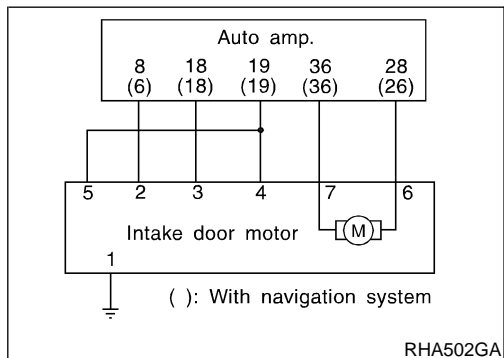 Auto amp.
8 18 19 36 28
(6) (18) (19) (36) (26)
5 2 3 4 7 6
M
Intake door motor
1
( ): With navigation system
RHA502GA